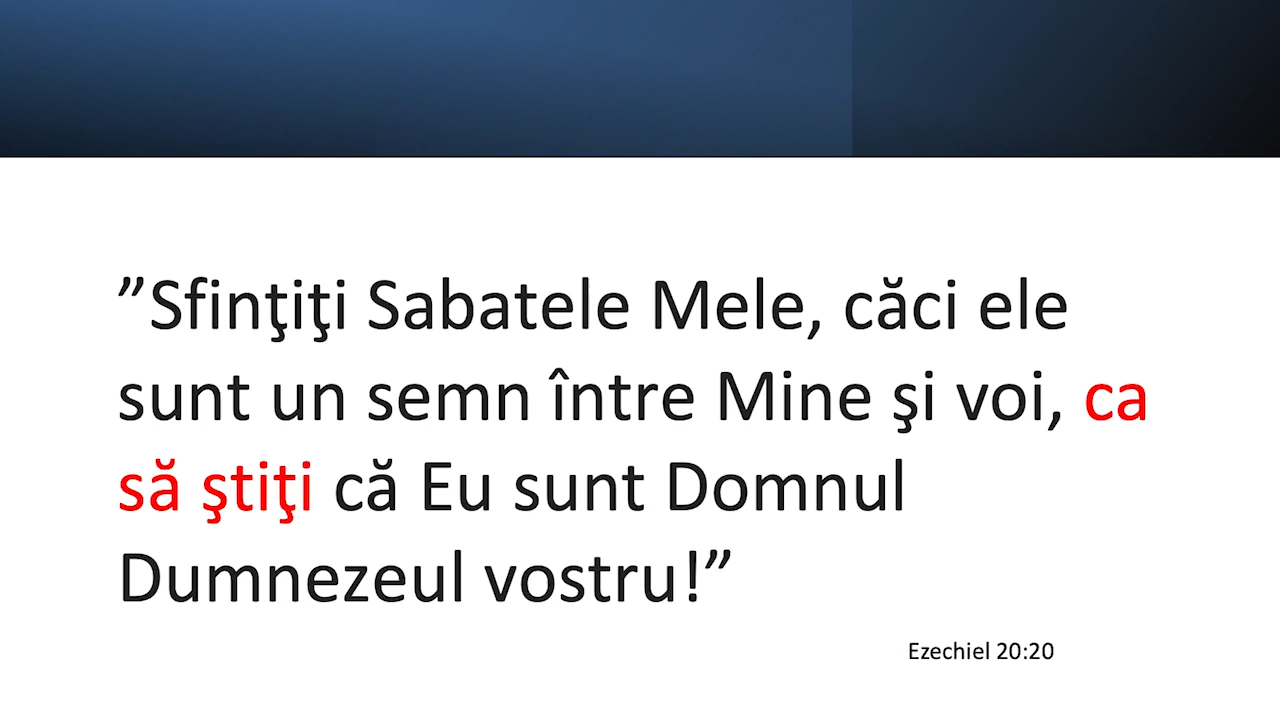 ”Sfinţiţi Sabatele Mele, căci ele
sunt un semn între Mine şi voi, ca
să ştiţi că Eu sunt Domnul
Dumnezeul vostru!”
Ezechiel 20:20